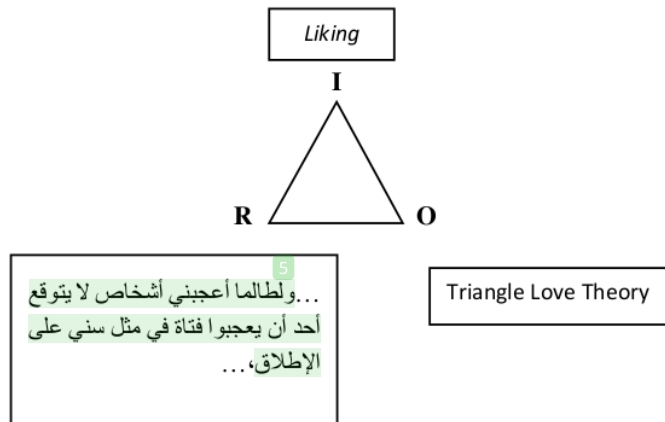 Liking
I
R O
5
...ولطالما أعجبني أشخاص لا يتوقع
أحد أن يعجبوا فتاة في مثل سني على
الإطلاق،...
Triangle Love Theory